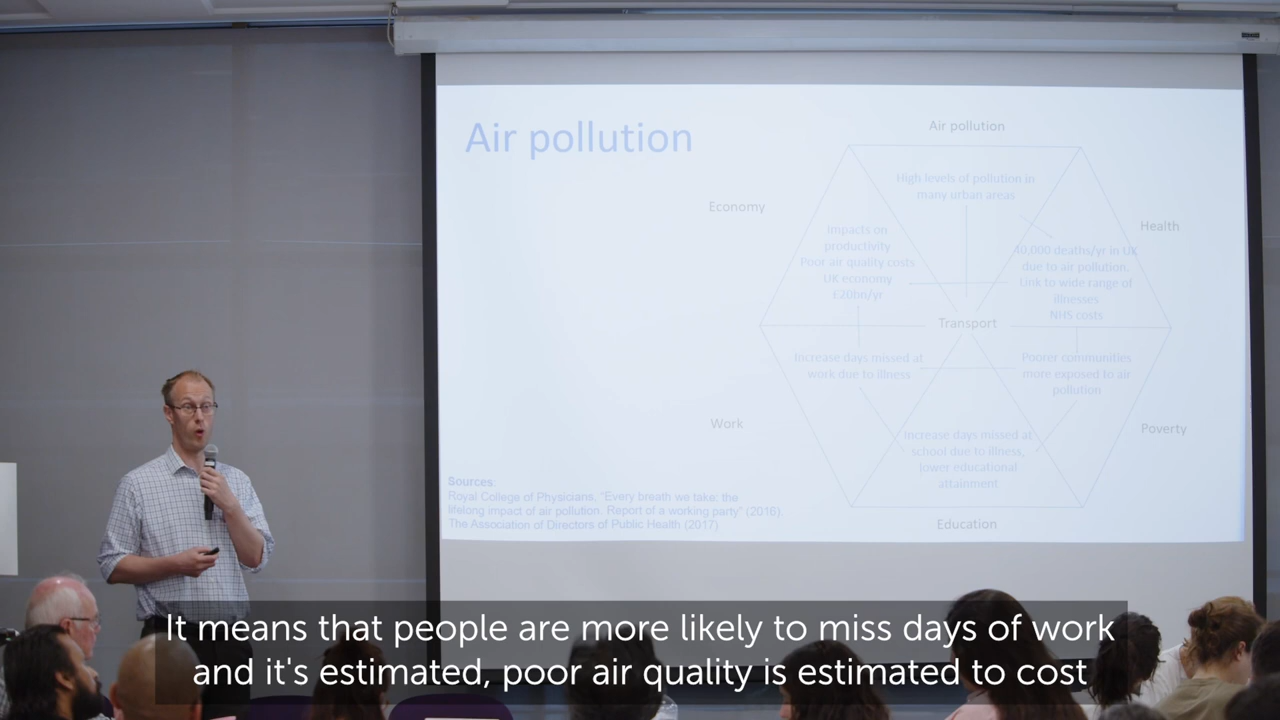 Air pollution
Air pollution
High levels of pollution in
many urban areas
Economy
Health
impacts on
productivity
Poor air quality costs
UK economy
£20bn/yr
40,000 deaths/yr in UK
due to air pollution.
Link to wide range of
illnesses
NHS costs
Transport
Increase days missed at
work due to illness
Poorer communities
more exposed to air
pollution
Work
Poverty
Increase days missed at
school due to illness,
lower educational
attainment
Education
Sources:
Royal College of Physicians. "Every breath we take: the
lifelong impact of air pollution. Report of a working party" (2016).
The Association of Directors of Public Health (2017)
It means that people are more likely to miss days of work
and it's estimated, poor air quality is estimated to cost